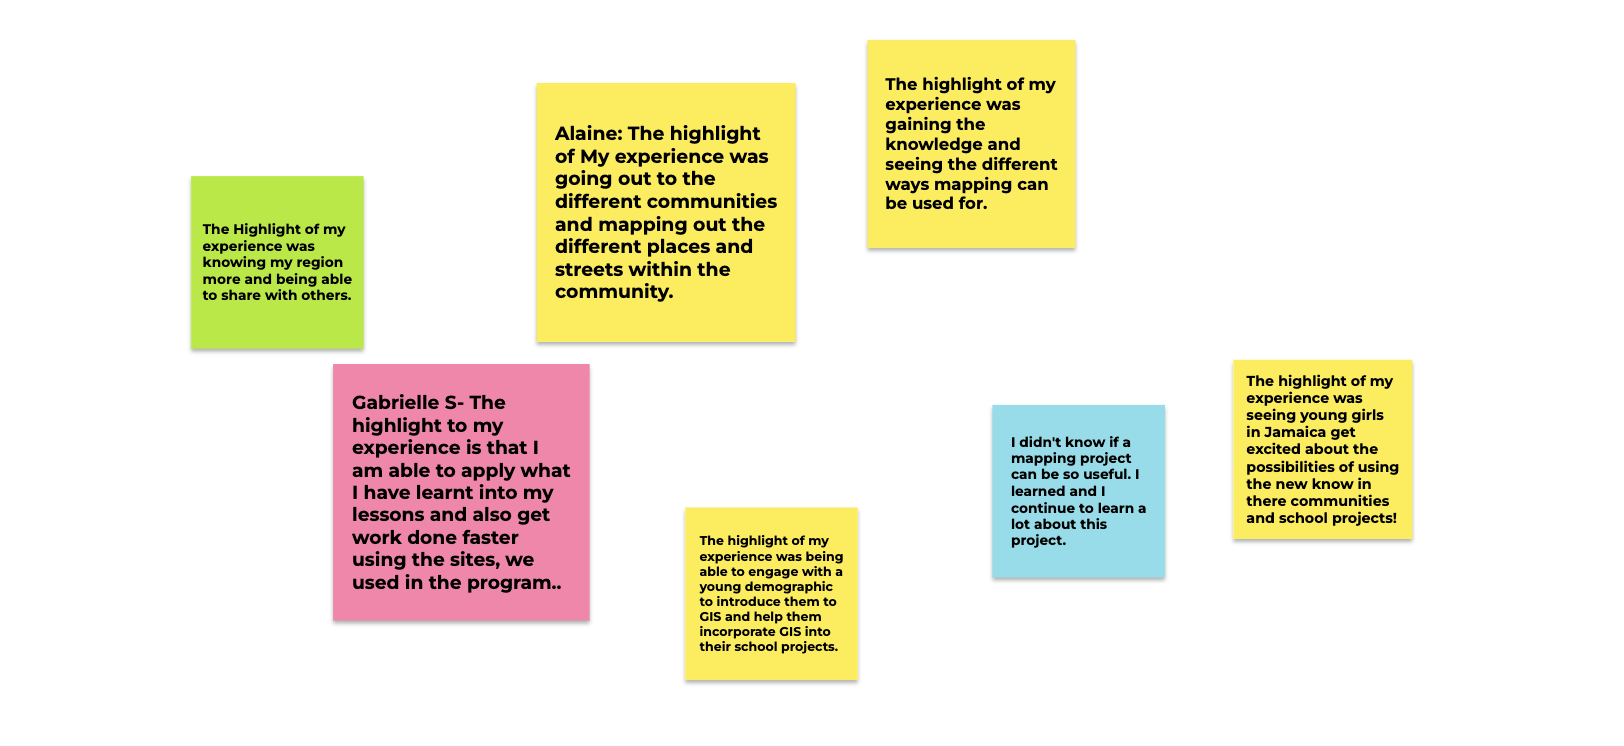 The Highlight of my
experience was
knowing my region
more and being able
to share with others.
Alaine: The highlight
of My experience was
going out to the
different communities
and mapping out the
different places and
streets within the
community.
The highlight of my
experience was
gaining the
knowledge and
seeing the different
ways mapping can
be used for.
Gabrielle S- The
highlight to my
experience is that I
am able to apply what
I have learnt into my
lessons and also get
work done faster
using the sites, we
used in the program..
The highlight of my
experience was being
able to engage with a
young demographic
to introduce them to
GIS and help them
incorporate GIS into
their school projects.
I didn't know if a
mapping project
can be so useful. I
learned and I
continue to learn a
lot about this
project.
The highlight of my
experience was
seeing young girls
in Jamaica get
excited about the
possibilities of using
the new know in
there communities
and school projects!